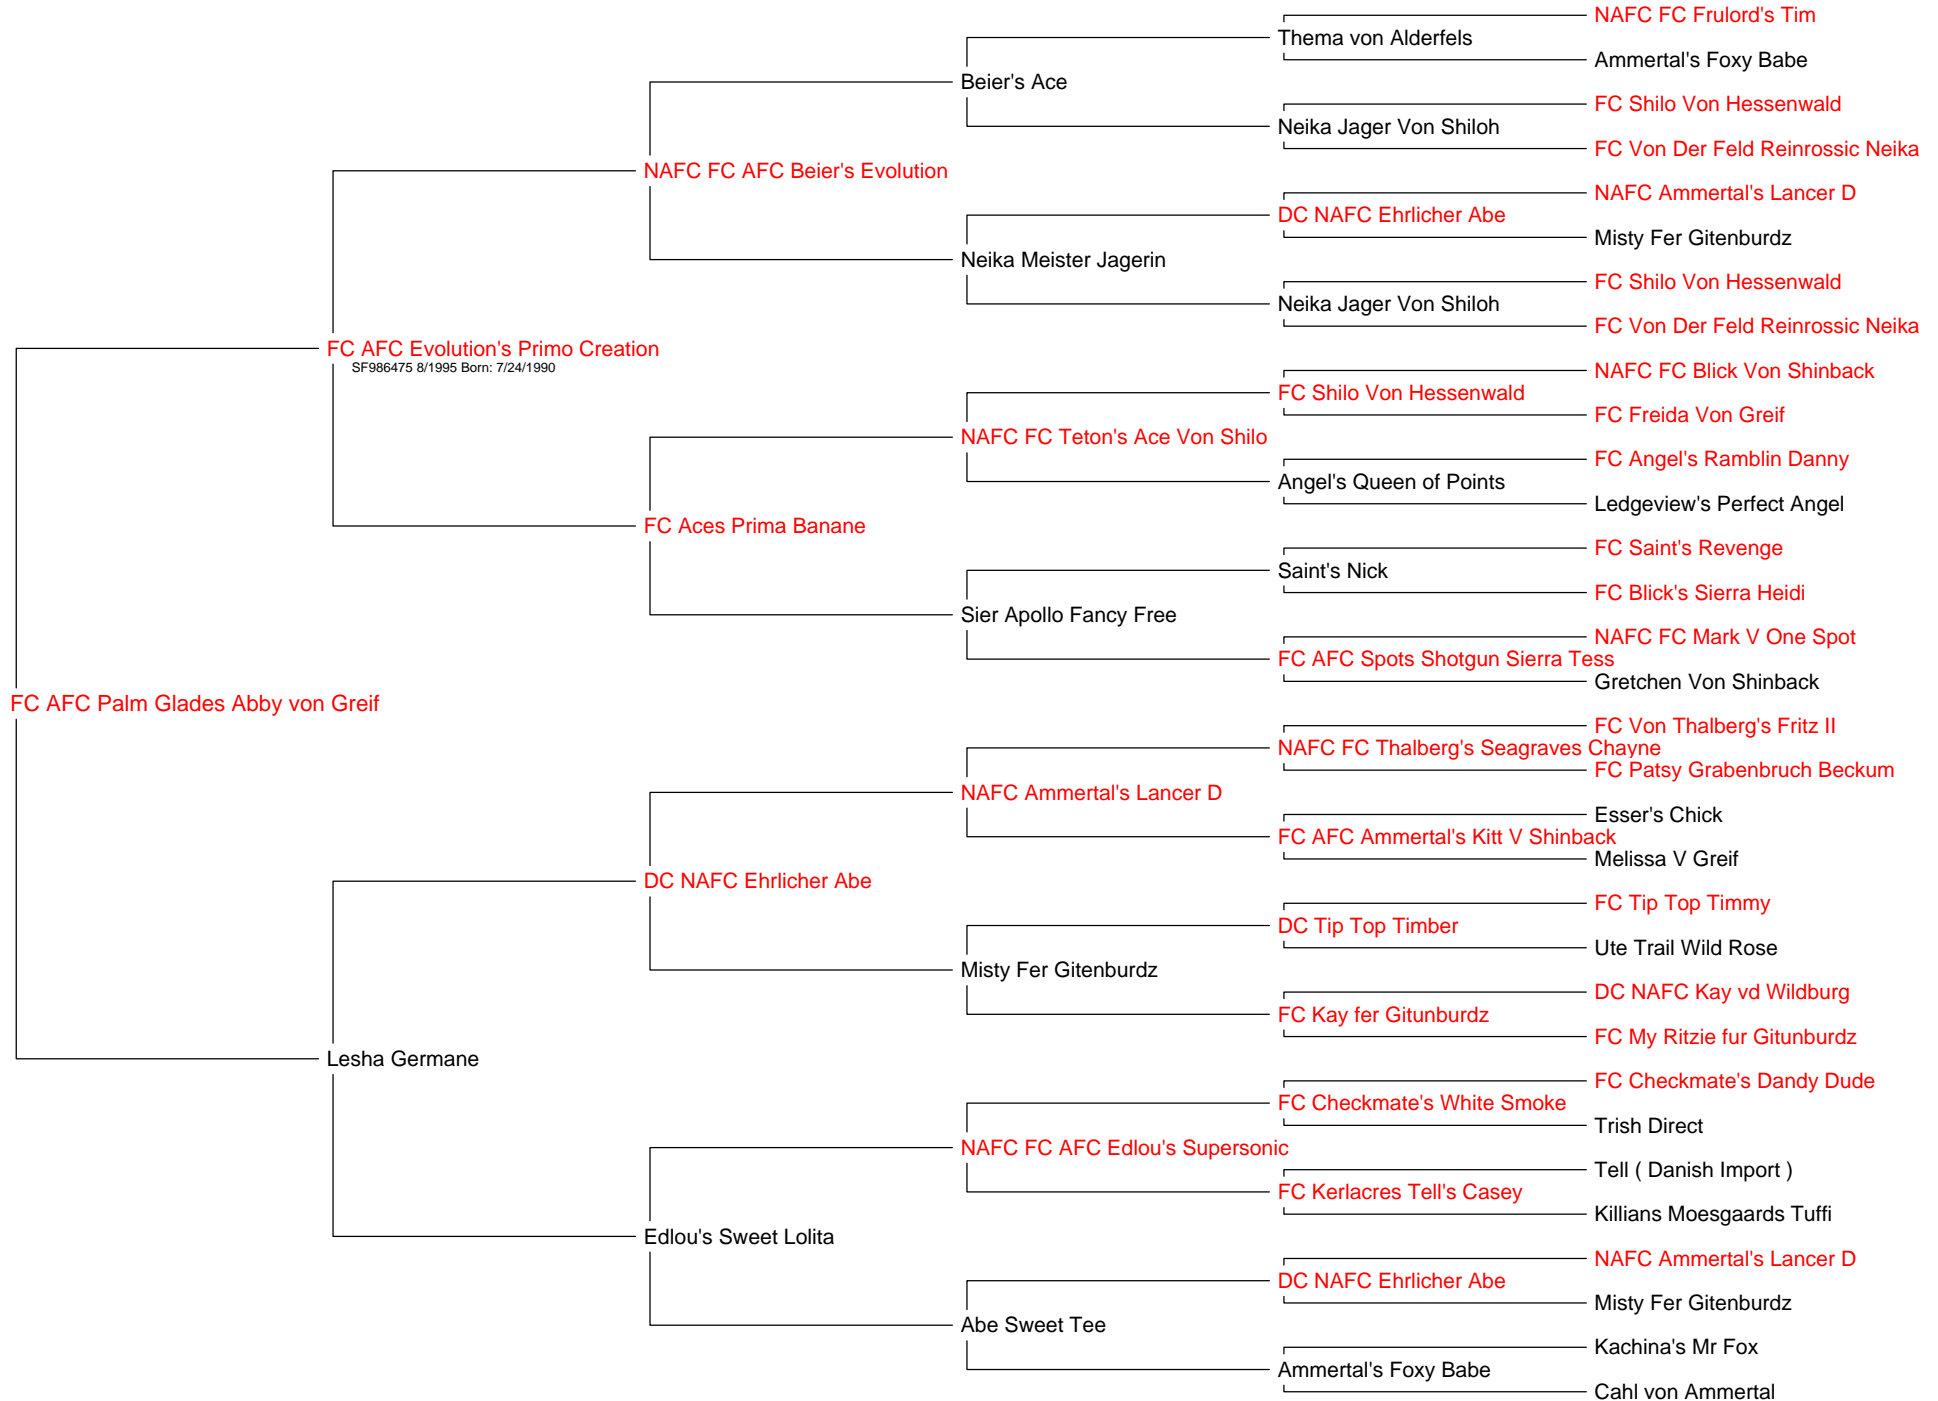 NAFC FC Frulord's Tim
Thema von Alderfels
Ammertal's Foxy Babe
Beier's Ace
FC Shilo Von Hessenwald
Neika Jager Von Shiloh
FC Von Der Feld Reinrossic Neika
NAFC FC AFC Beier's Evolution
NAFC Ammertal's Lancer D
DC NAFC Ehrlicher Abe
Misty Fer Gitenburdz
Neika Meister Jagerin
FC Shilo Von Hessenwald
Neika Jager Von Shiloh
FC Von Der Feld Reinrossic Neika
FC AFC Evolution's Primo Creation
SF986475 8/1995 Born: 7/24/1990
NAFC FC Blick Von Shinback
FC Shilo Von Hessenwald
FC Freida Von Greif
NAFC FC Teton's Ace Von Shilo
FC Angel's Ramblin Danny
Angel's Queen of Points
Ledgeview's Perfect Angel
FC Aces Prima Banane
FC Saint's Revenge
Saint's Nick
FC Blick's Sierra Heidi
Sier Apollo Fancy Free
NAFC FC Mark V One Spot
FC AFC Spots Shotgun Sierra Tess
Gretchen Von Shinback
FC AFC Palm Glades Abby von Greif
FC Von Thalberg's Fritz II
NAFC FC Thalberg's Seagraves Chayne
FC Patsy Grabenbruch Beckum
NAFC Ammertal's Lancer D
Esser's Chick
FC AFC Ammertal's Kitt V Shinback
Melissa V Greif
DC NAFC Ehrlicher Abe
FC Tip Top Timmy
DC Tip Top Timber
Ute Trail Wild Rose
Misty Fer Gitenburdz
DC NAFC Kay vd Wildburg
FC Kay fer Gitunburdz
FC My Ritzie fur Gitunburdz
Lesha Germane
FC Checkmate's Dandy Dude
FC Checkmate's White Smoke
Trish Direct
NAFC FC AFC Edlou's Supersonic
Tell ( Danish Import )
FC Kerlacres Tell's Casey
Killians Moesgaards Tuffi
Edlou's Sweet Lolita
NAFC Ammertal's Lancer D
DC NAFC Ehrlicher Abe
Misty Fer Gitenburdz
Abe Sweet Tee
Kachina's Mr Fox
Ammertal's Foxy Babe
Cahl von Ammertal